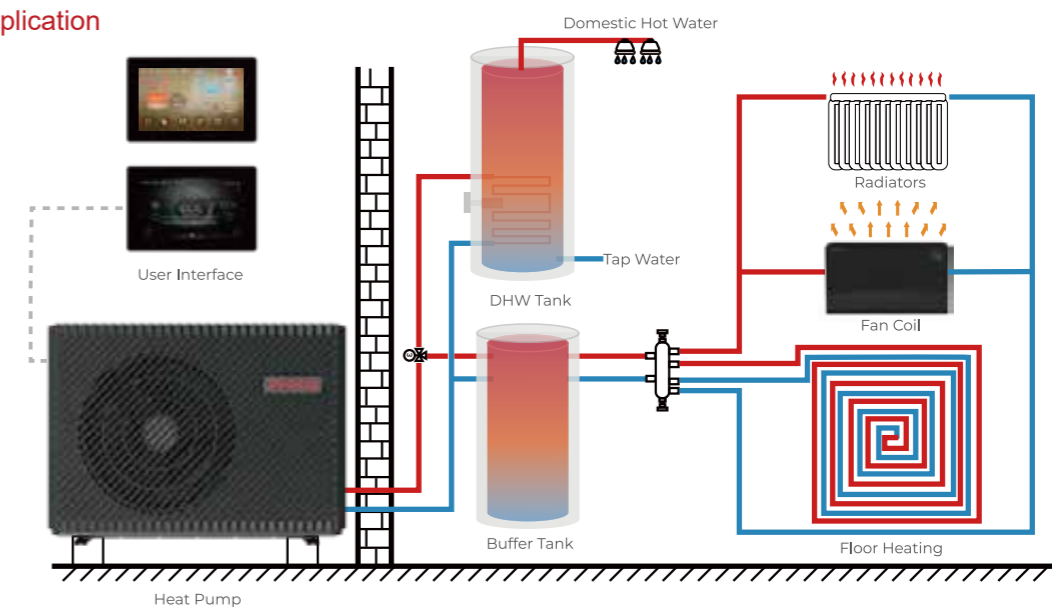 plication
Domestic Hot Water
Radiators
Tap Water
User Interface
DHW Tank
Fan Coil
Buffer Tank
Floor Heating
Heat Pump